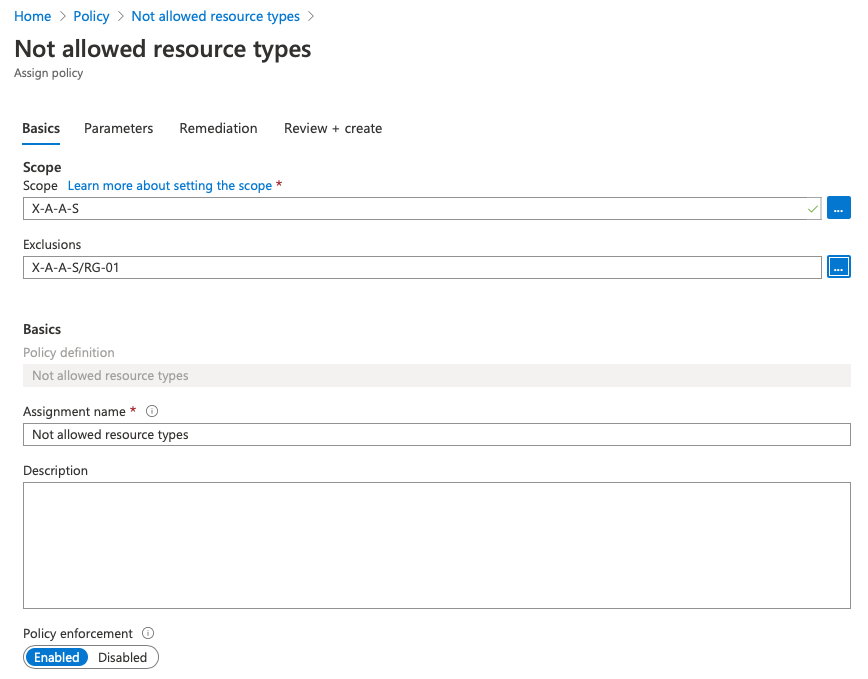 Home > Policy > Not allowed resource types >
Not allowed resource types
Assign policy
Basics Parameters Remediation Review + create
Scope
Scope Learn more about setting the scope *
X-A-A-S
...
Exclusions
X-A-A-S/RG-01
...
Basics
Policy definition
Not allowed resource types
Assignment name *
Not allowed resource types
Description
Policy enforcement
Enabled Disabled